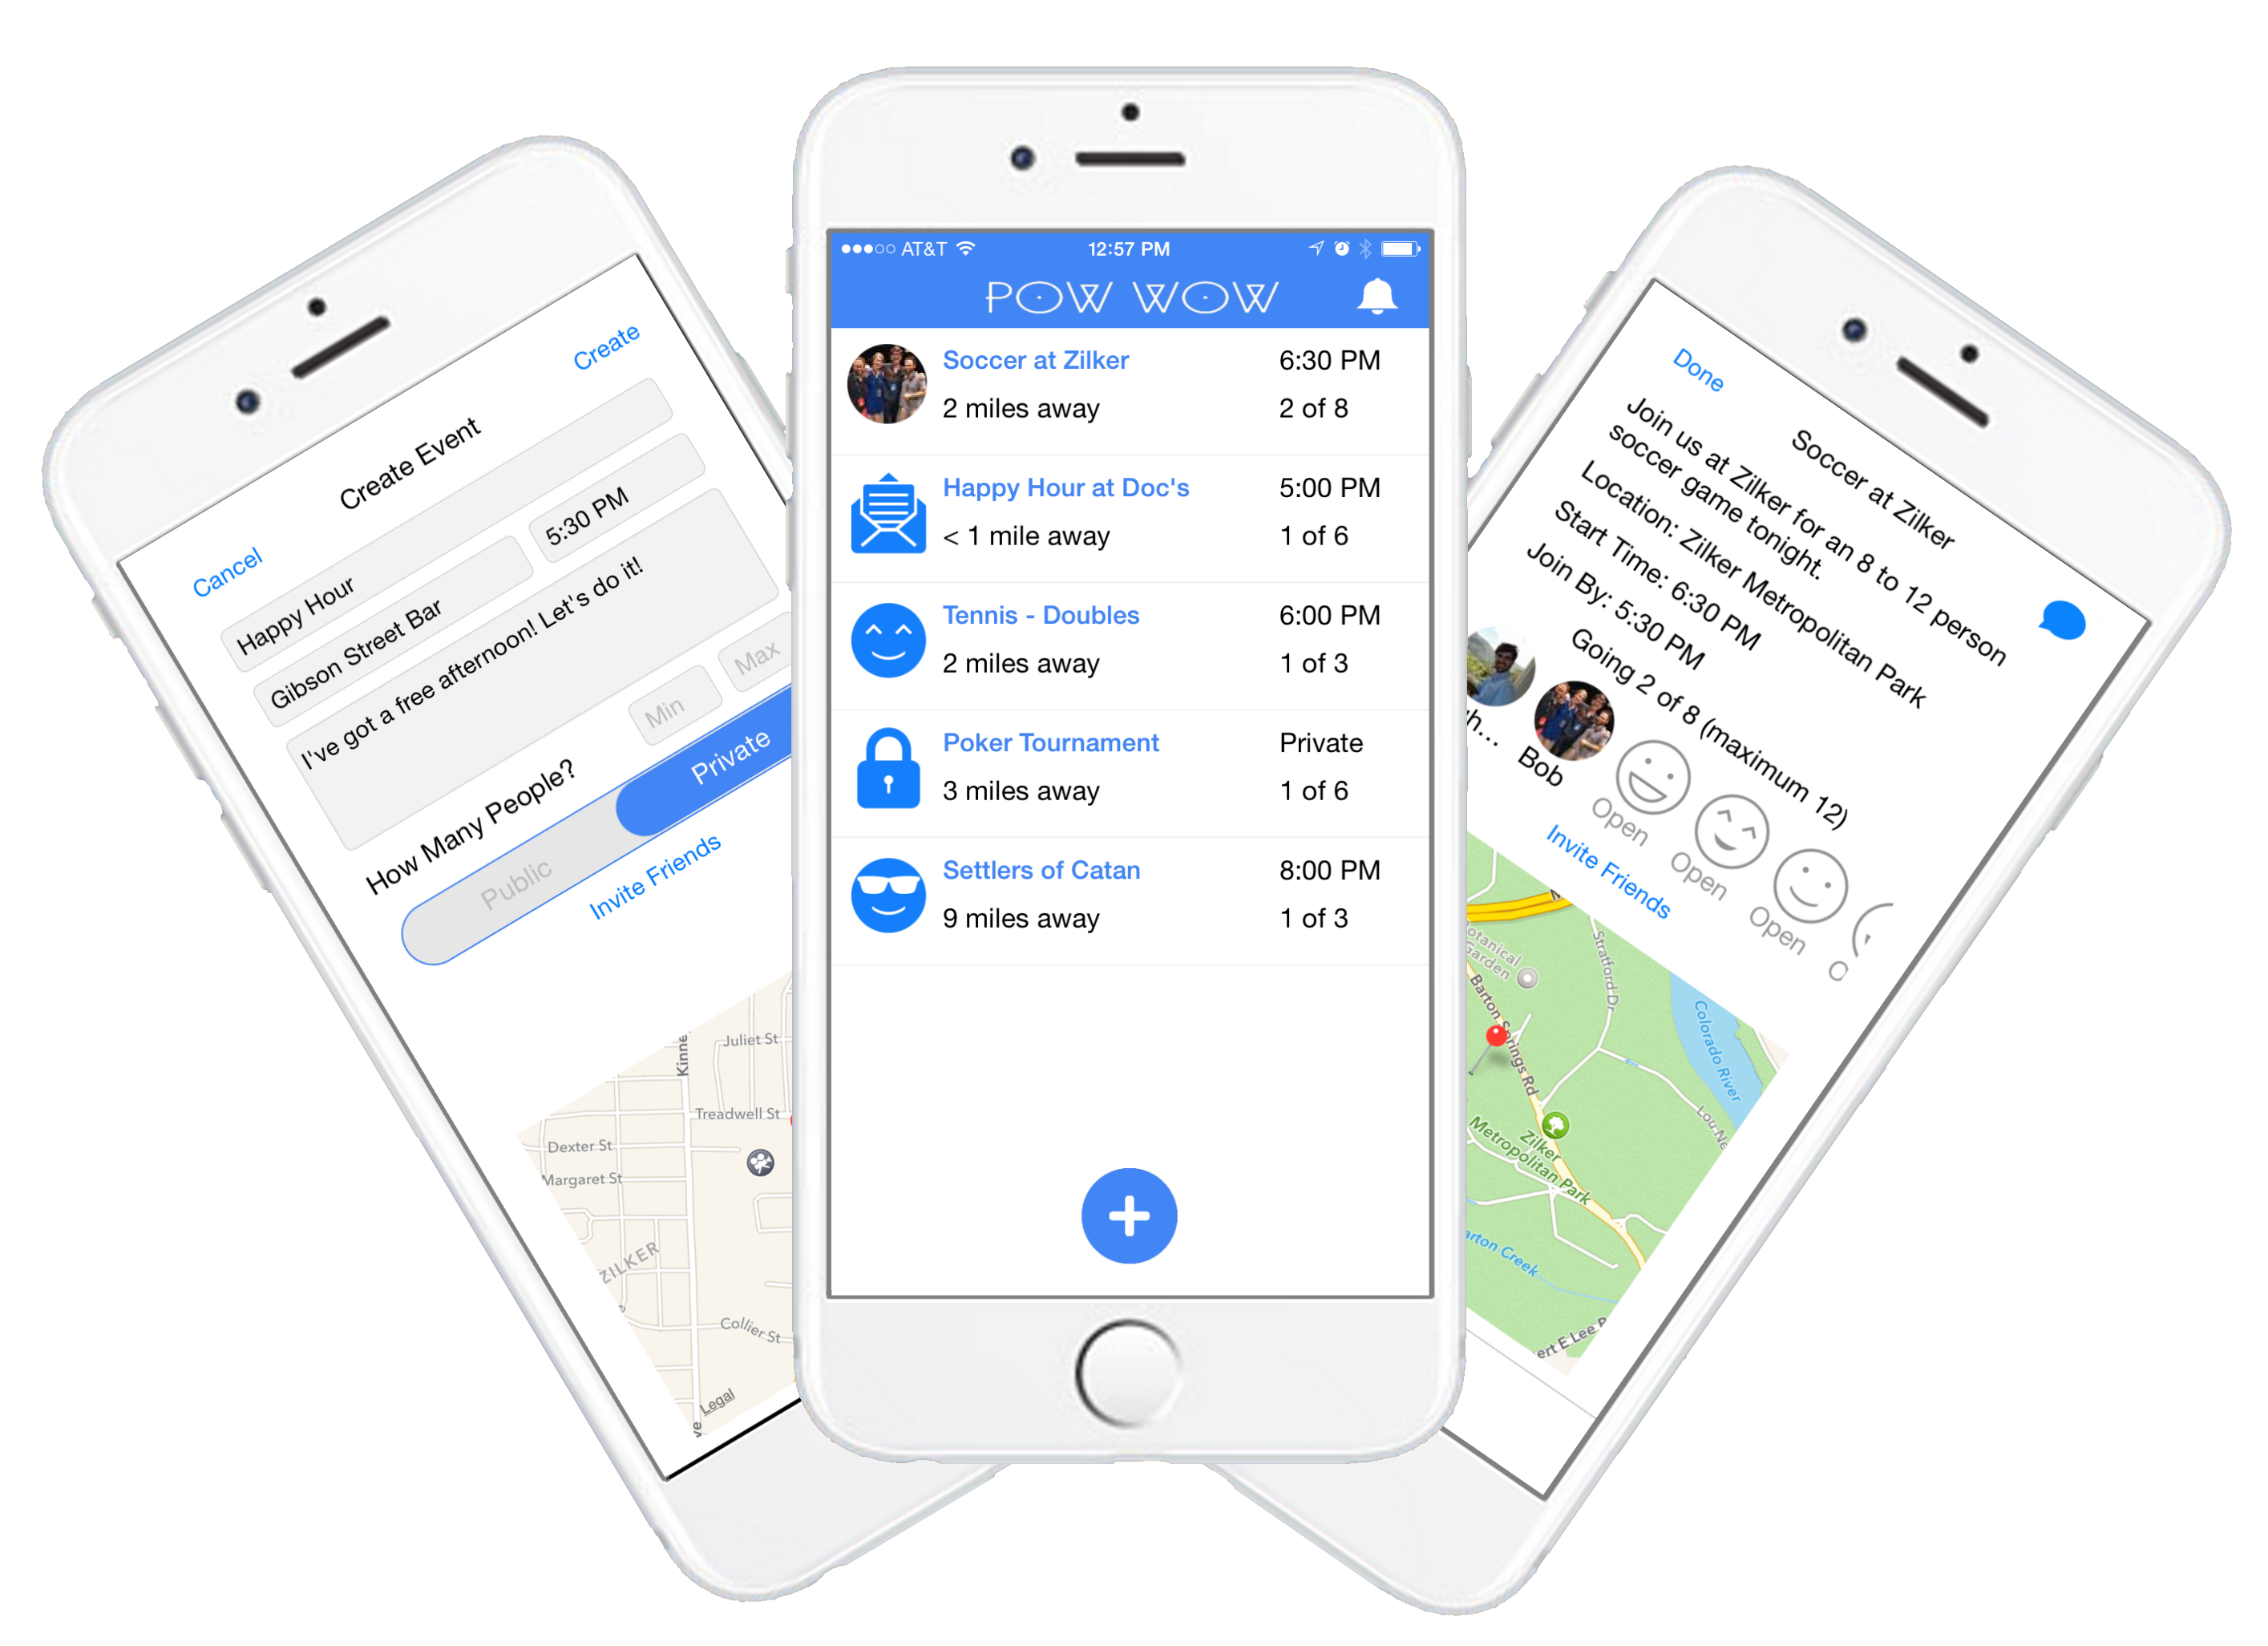 Cancel
Create Event
Create
Happy Hour
Gibson Street Bar
5:30 PM
I've got a free afternoon! Let's do it!
How Many People?
Min
Max
Public
Private
Invite Friends
Juliet St
Treadwell St
Dexter St
Margaret St
ZILKER
Collier St
Legal
AT&T
12:57 PM
POW WOW
Soccer at Zilker
6:30 PM
2 miles away
2 of 8
Happy Hour at Doc's
5:00 PM
< 1 mile away
1 of 6
Tennis - Doubles
6:00 PM
2 miles away
1 of 3
Poker Tournament
Private
3 miles away
1 of 6
Settlers of Catan
8:00 PM
9 miles away
1 of 3
Done
Soccer at Zilker
Join us at Zilker for an 8 to 12 person
soccer game tonight.
Location: Zilker Metropolitan Park
Start Time: 6:30 PM
Join By: 5:30 PM
Going 2 of 8 (maximum 12)
Bob
Open
Open
Open
Invite Friends
Stratford Dr
Barton Springs Rd
Colorado River
Zilker
Metropolitan Park
Creek